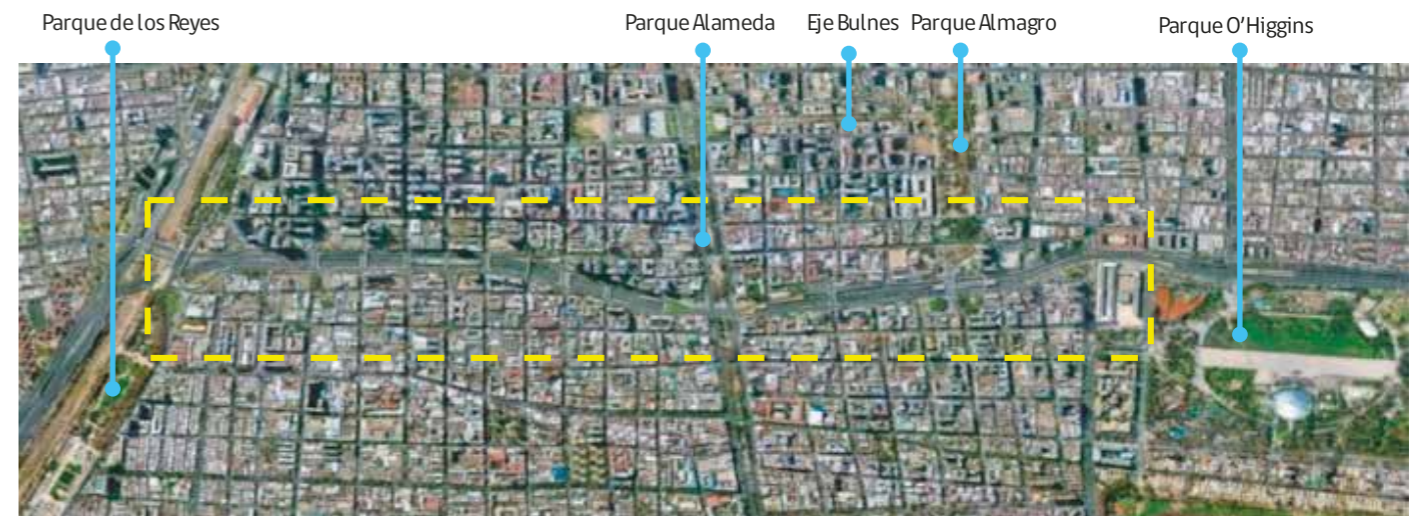 Parque de los Reyes
Parque Alameda
Eje Bulnes
Parque Almagro
Parque O’Higgins